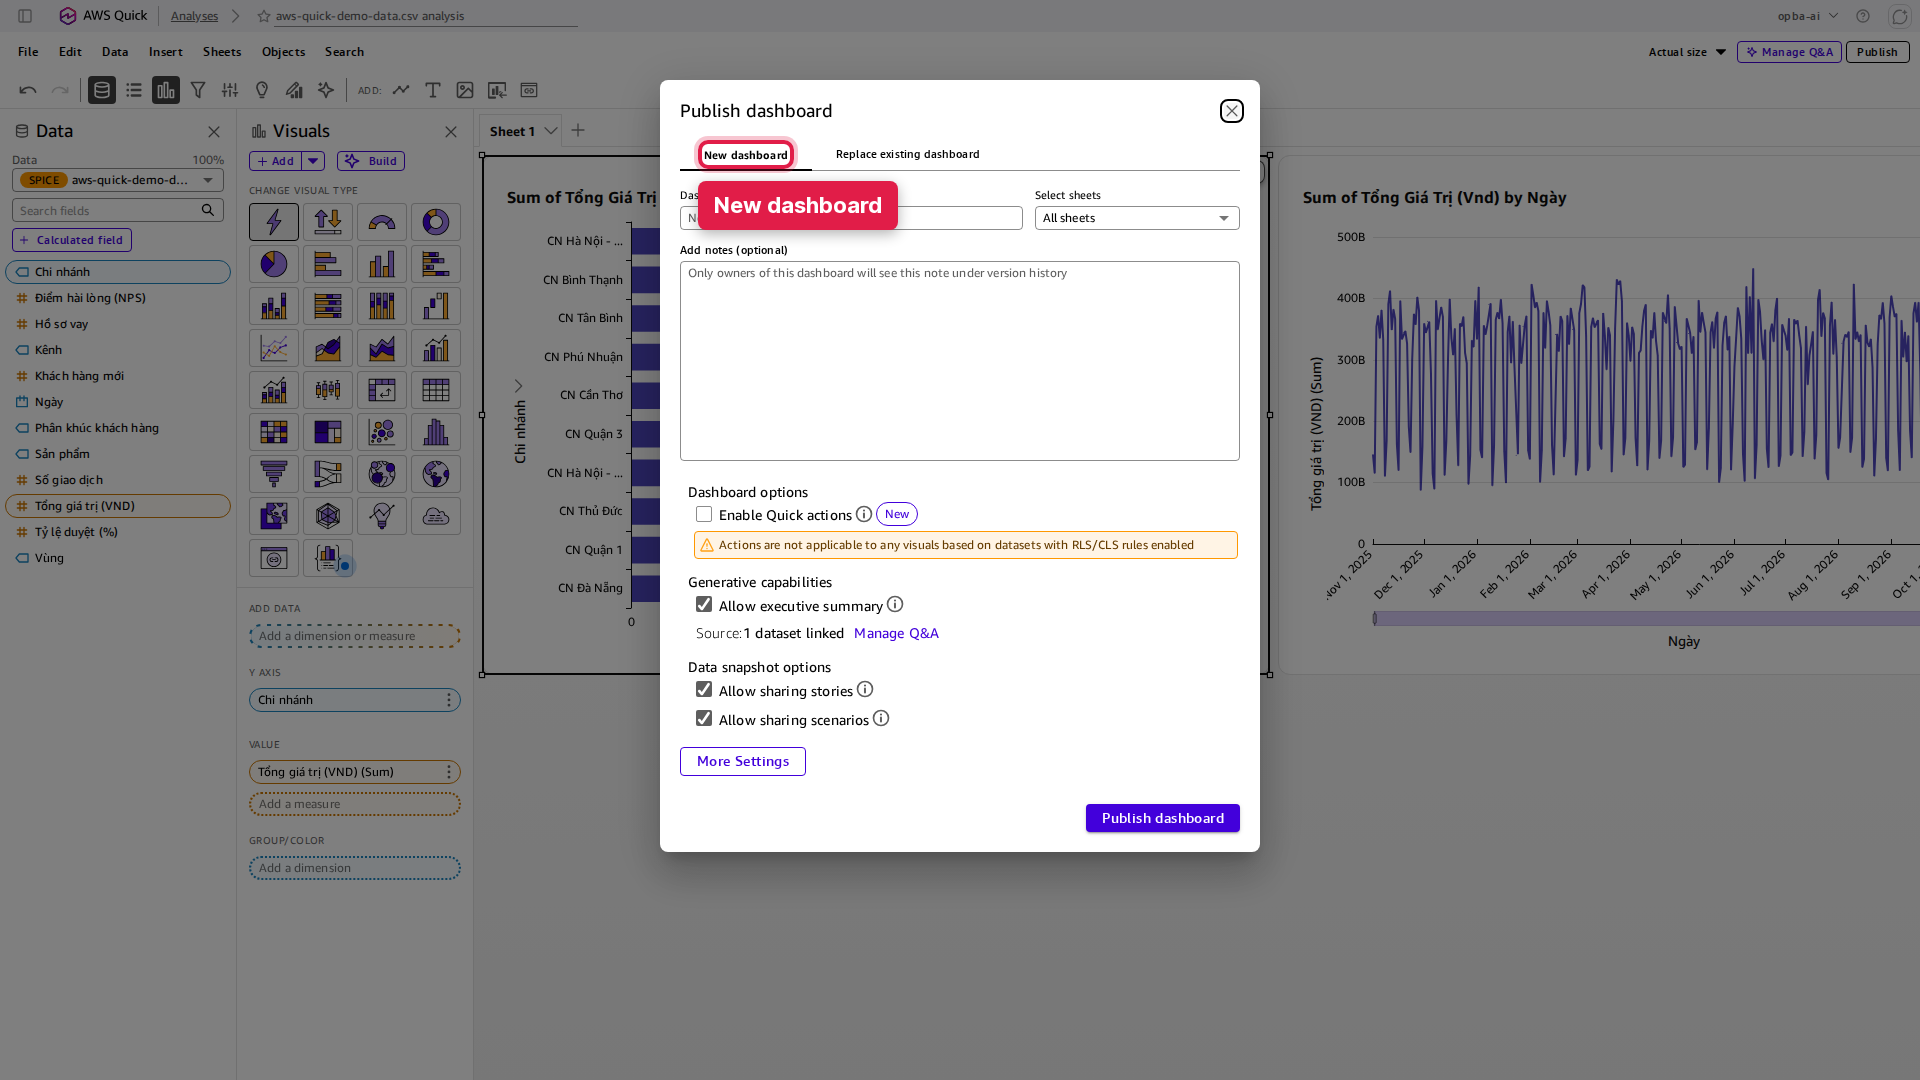 AWS Quick
Analyses
aws-quick-demo-data.csv analysis
opba-ai
File
Edit
Data
Insert
Sheets
Objects
Search
Actual size
Manage Q&A
Publish
ADD:
Data
Data
100%
SPICE
aws-quick-demo-d...
Search fields
Calculated field
Chi nhánh
Điểm hài lòng (NPS)
Hồ sơ vay
Kênh
Khách hàng mới
Ngày
Phân khúc khách hàng
Sản phẩm
Số giao dịch
Tổng giá trị (VND)
Tỷ lệ duyệt (%)
Vùng
Visuals
Add
Build
CHANGE VISUAL TYPE
ADD DATA
Add a dimension or measure
Y AXIS
Chi nhánh
VALUE
Tổng giá trị (VND) (Sum)
Add a measure
GROUP/COLOR
Add a dimension
Sheet 1
Sum of Tổng Giá Trị
CN Hà Nội - ...
CN Bình Thạnh
CN Tân Bình
CN Phú Nhuận
CN Cần Thơ
CN Quận 3
CN Hà Nội - ...
CN Thủ Đức
CN Quận 1
CN Đà Nẵng
0
Chi nhánh
Publish dashboard
New dashboard
Replace existing dashboard
New dashboard
Select sheets
All sheets
Add notes (optional)
Only owners of this dashboard will see this note under version history
Dashboard options
Enable Quick actions
New
Actions are not applicable to any visuals based on datasets with RLS/CLS rules enabled
Generative capabilities
Allow executive summary
Source: 1 dataset linked
Manage Q&A
Data snapshot options
Allow sharing stories
Allow sharing scenarios
More Settings
Publish dashboard
Sum of Tổng Giá Trị (Vnd) by Ngày
500B
400B
300B
200B
100B
0
Tổng giá trị (VND) (Sum)
Nov 1, 2025
Dec 1, 2025
Jan 1, 2026
Feb 1, 2026
Mar 1, 2026
Apr 1, 2026
May 1, 2026
Jun 1, 2026
Jul 1, 2026
Aug 1, 2026
Sep 1, 2026
Oct 1,
Ngày